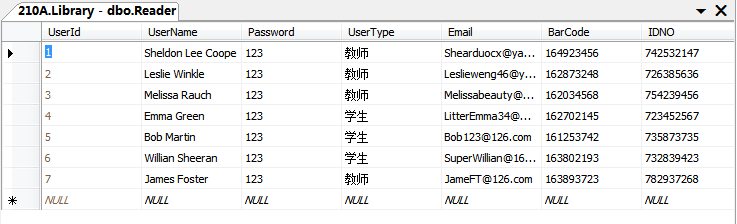 210A.Library - dbo.Reader
UserId UserName Password UserType Email BarCode IDNO
1 Sheldon Lee Coope 123 教师 Shearduocx@ya... 164923456 742532147
2 Leslie Winkle 123 教师 Leslieweng46@y... 162873248 726385636
3 Melissa Rauch 123 教师 Melissabeauty@... 162034568 754239456
4 Emma Green 123 学生 LitterEmma34@... 162702145 723452567
5 Bob Martin 123 学生 Bob123@126.com 161253742 735873735
6 Willian Sheeran 123 学生 SuperWillian@16... 163802193 732839423
7 James Foster 123 教师 JameFT@126.com 163893723 782937268
NULL NULL NULL NULL NULL NULL NULL